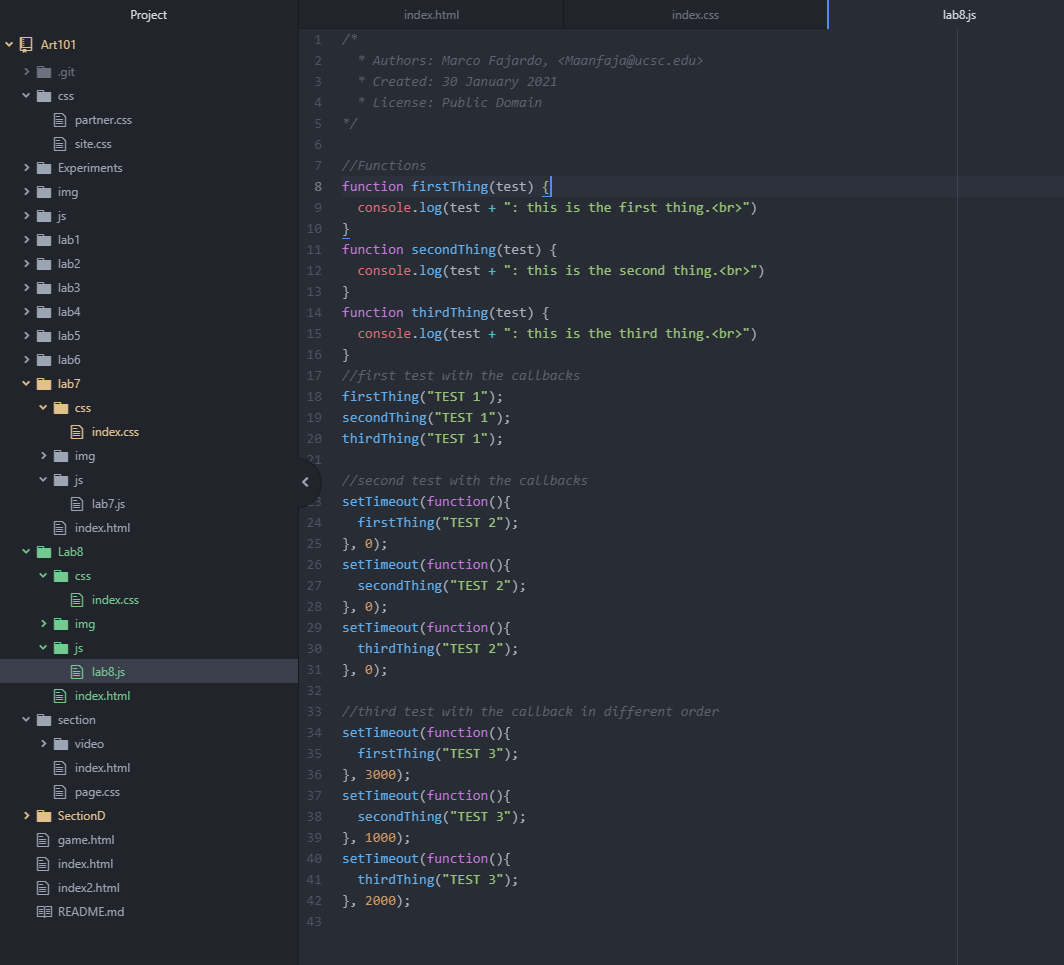 Project
Art101
.git
css
partner.css
site.css
Experiments
img
js
lab1
lab2
lab3
lab4
lab5
lab6
lab7
css
index.css
img
js
lab7.js
index.html
Lab8
css
index.css
img
js
lab8.js
index.html
section
video
index.html
page.css
SectionD
game.html
index.html
index2.html
README.md
index.html
index.css
lab8.js
1 /*
2   * Authors: Marco Fajardo, <Maanfaja@ucsc.edu>
3   * Created: 30 January 2021
4   * License: Public Domain
5 */
6
7 //Functions
8 function firstThing(test) {
9   console.log(test + ": this is the first thing.<br>")
10 }
11 function secondThing(test) {
12   console.log(test + ": this is the second thing.<br>")
13 }
14 function thirdThing(test) {
15   console.log(test + ": this is the third thing.<br>")
16 }
17 //first test with the callbacks
18 firstThing("TEST 1");
19 secondThing("TEST 1");
20 thirdThing("TEST 1");
21
//second test with the callbacks
23 setTimeout(function(){
24   firstThing("TEST 2");
25 }, 0);
26 setTimeout(function(){
27   secondThing("TEST 2");
28 }, 0);
29 setTimeout(function(){
30   thirdThing("TEST 2");
31 }, 0);
32
33 //third test with the callback in different order
34 setTimeout(function(){
35   firstThing("TEST 3");
36 }, 3000);
37 setTimeout(function(){
38   secondThing("TEST 3");
39 }, 1000);
40 setTimeout(function(){
41   thirdThing("TEST 3");
42 }, 2000);
43